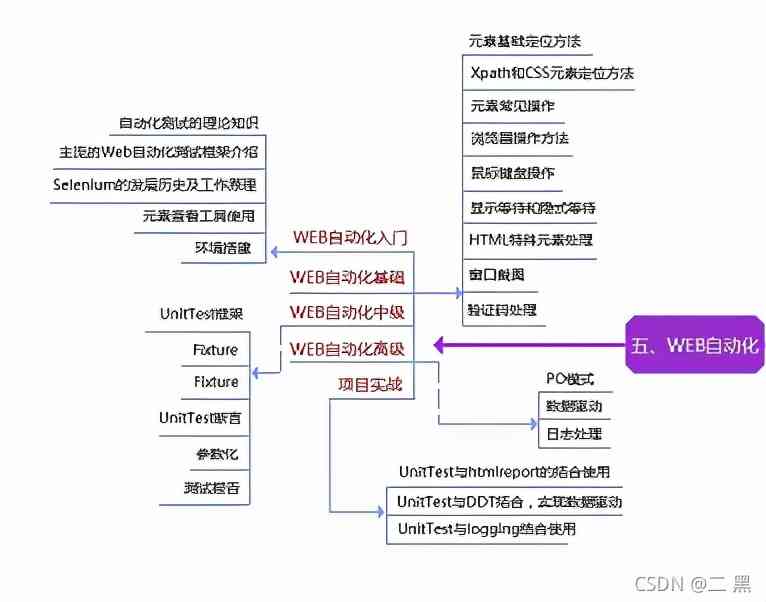 五、WEB自动化
WEB自动化入门
自动化测试的理论知识
主流的Web自动化测试框架介绍
Selenium的发展历史及工作原理
元素查看工具使用
环境搭建
WEB自动化基础
元素基础定位方法
Xpath和CSS元素定位方法
元素常见操作
浏览器操作方法
鼠标键盘操作
显示等待和隐式等待
HTML特殊元素处理
窗口截图
验证码处理
WEB自动化中级
UnitTest框架
Fixture
Fixture
UnitTest断言
参数化
测试报告
WEB自动化高级
PO模式
数据驱动
日志处理
项目实战
UnitTest与htmlreport的结合使用
UnitTest与DDT结合，实现数据驱动
UnitTest与logging结合使用
CSDN @二 黑